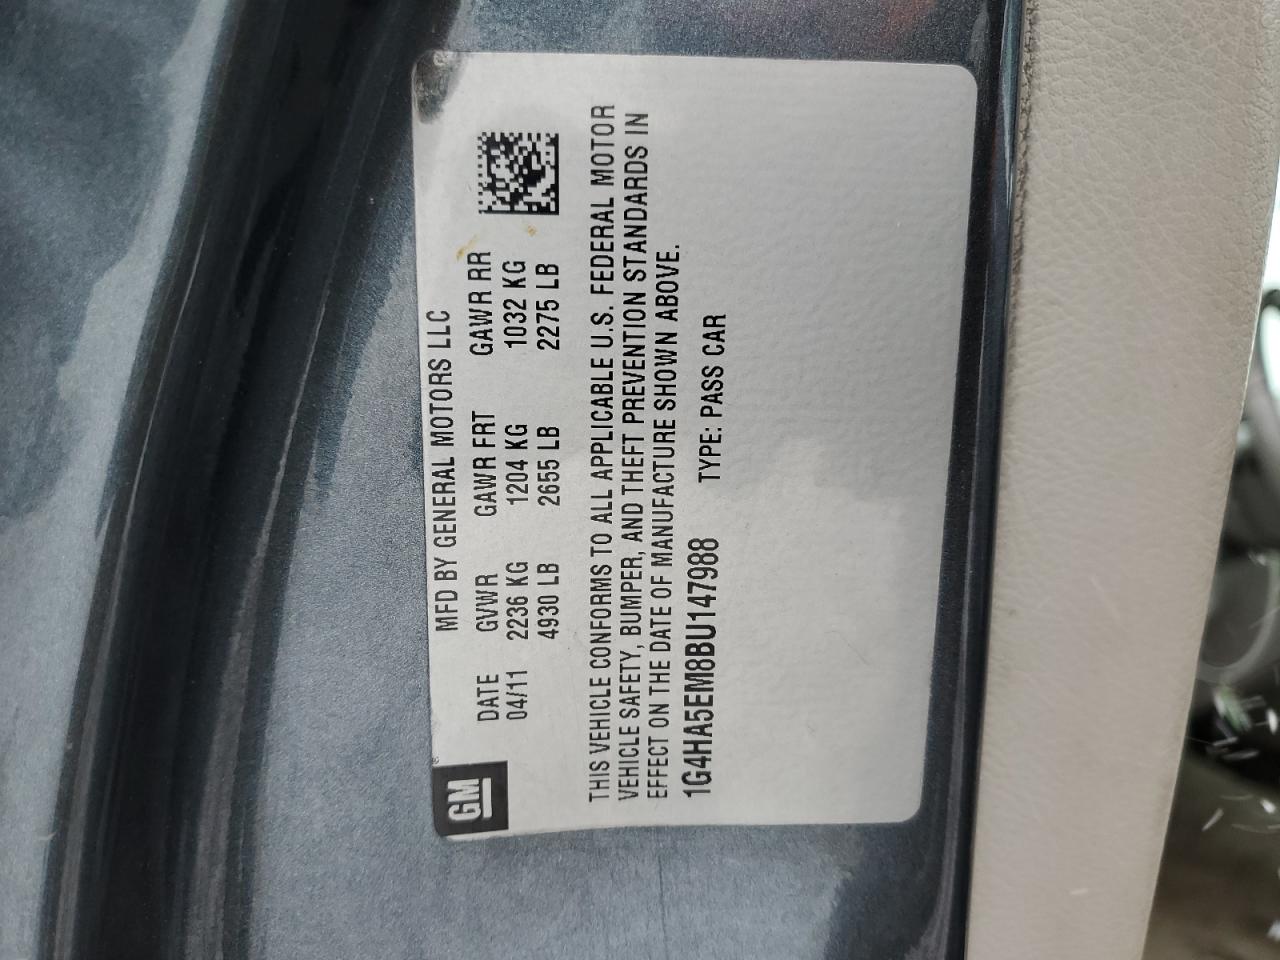 GM
MFD BY GENERAL MOTORS LLC
DATE GVWR GAWR FRT GAWR RR
04/11 2236 KG 1204 KG 1032 KG
4930 LB 2655 LB 2275 LB
THIS VEHICLE CONFORMS TO ALL APPLICABLE U.S. FEDERAL MOTOR
VEHICLE SAFETY, BUMPER, AND THEFT PREVENTION STANDARDS IN
EFFECT ON THE DATE OF MANUFACTURE SHOWN ABOVE.
1G4HA5EM8BU147988 TYPE: PASS CAR